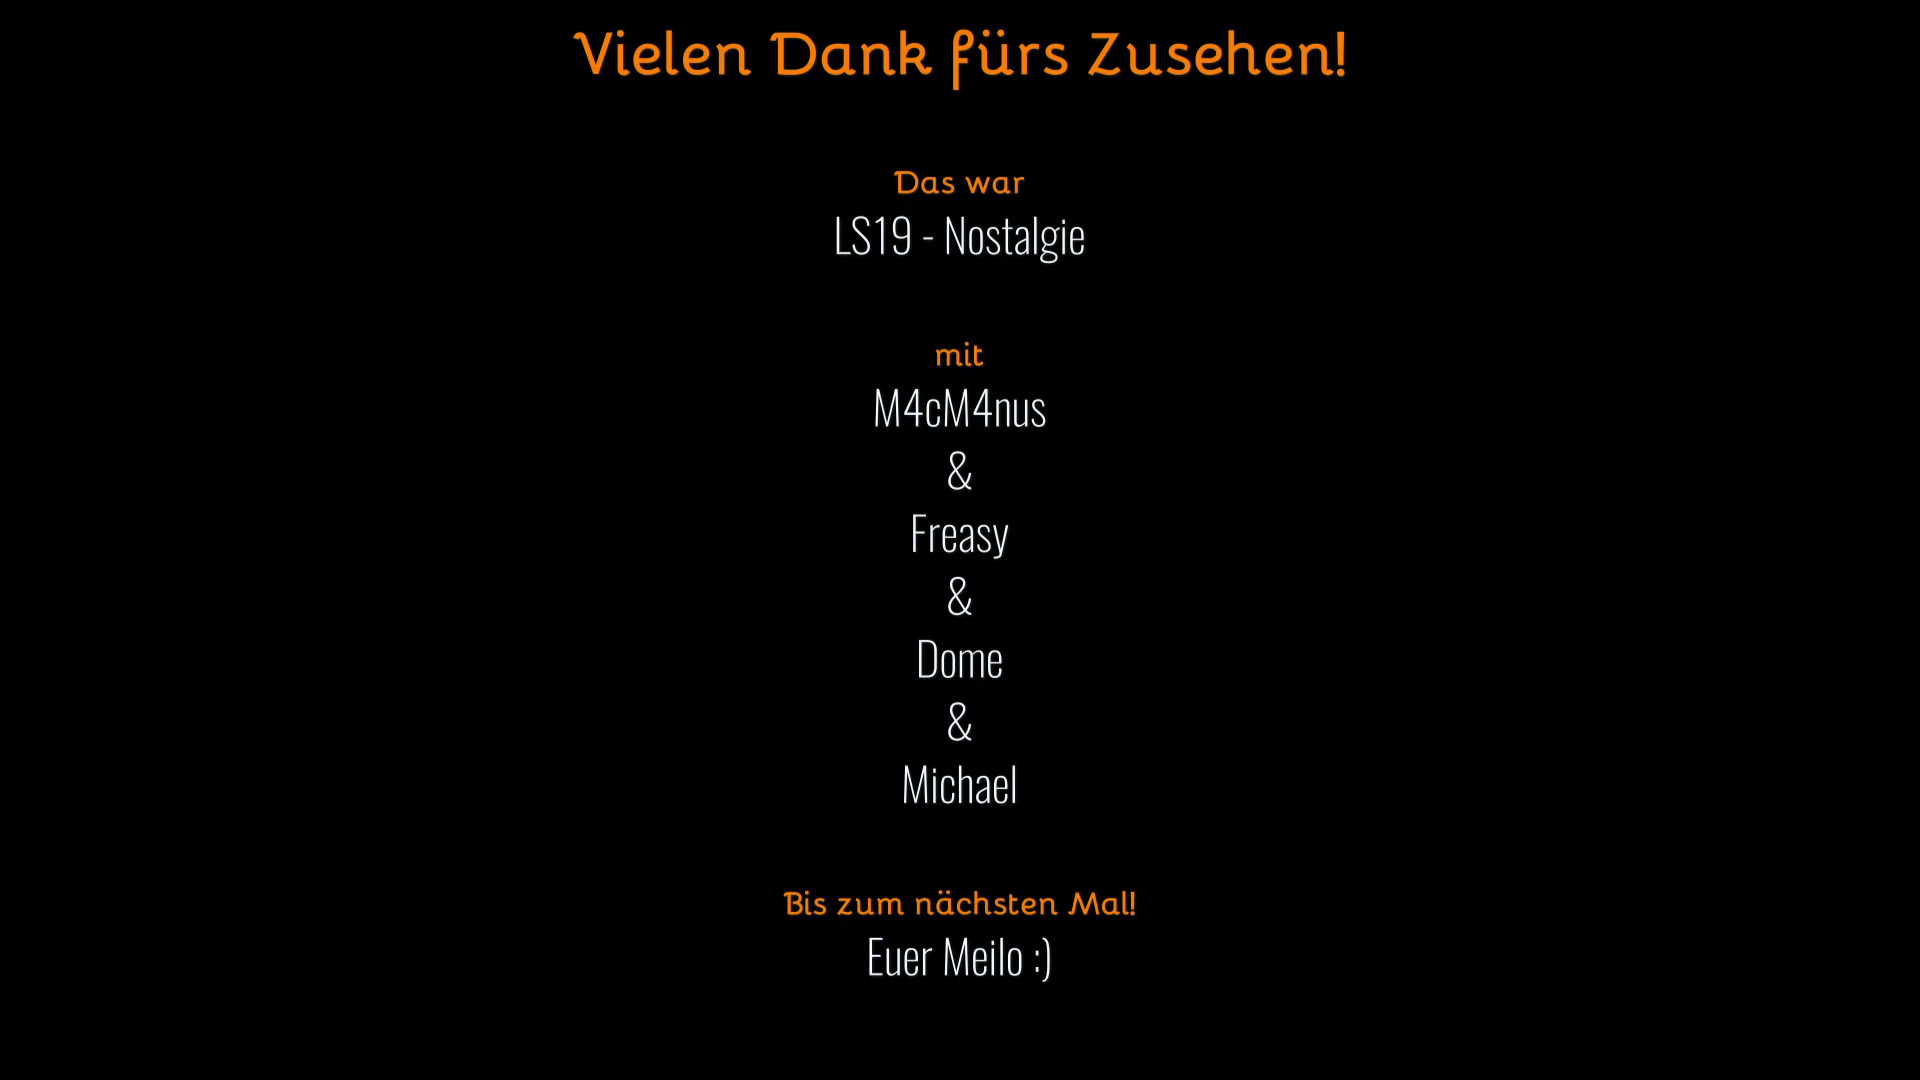 Vielen Dank fürs Zusehen!
Das war
LS19 - Nostalgie
mit
M4cM4nus
&
Freasy
&
Dome
&
Michael
Bis zum nächsten Mal!
Euer Meilo :)